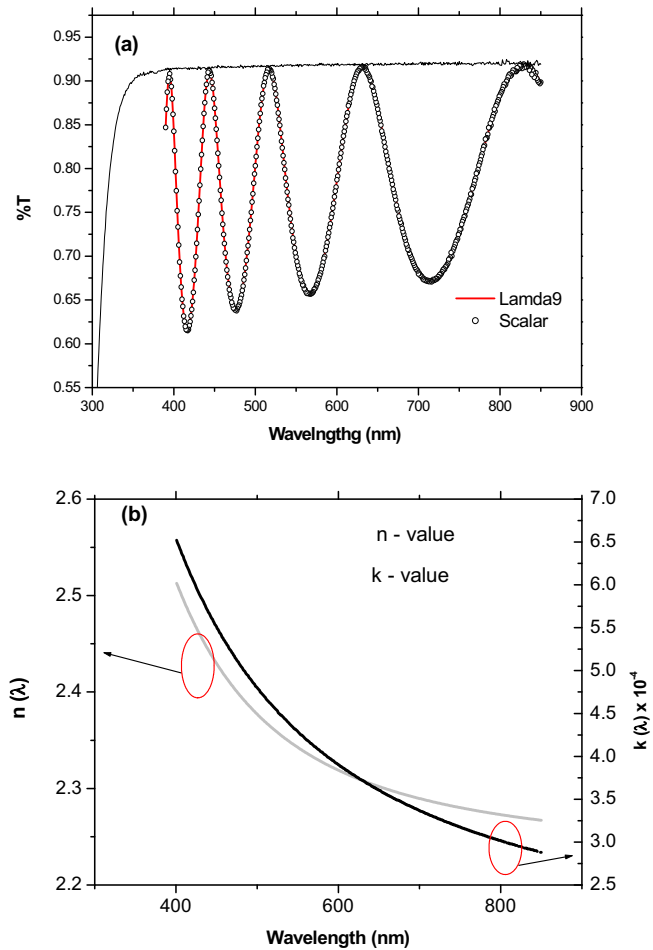 (a)
0.95
0.90
0.85
0.80
0.75
0.70
0.65
0.60
0.55
%T
Lamda9
Scalar
300 400 500 600 700 800 900
Wavelngthg (nm)
(b)
2.6
2.5
2.4
2.3
2.2
n (λ)
n - value
k - value
7.0
6.5
6.0
5.5
5.0
4.5
4.0
3.5
3.0
2.5
k (λ) x 10⁻⁴
400 600 800
Wavelength (nm)